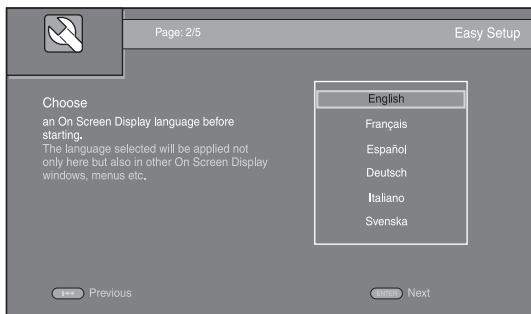 Page: 2/5
Easy Setup
Choose
an On Screen Display language before
starting.
The language selected will be applied not
only here but also in other On Screen Display
windows, menus etc.
English
Français
Español
Deutsch
Italiano
Svenska
Previous
ENTER Next